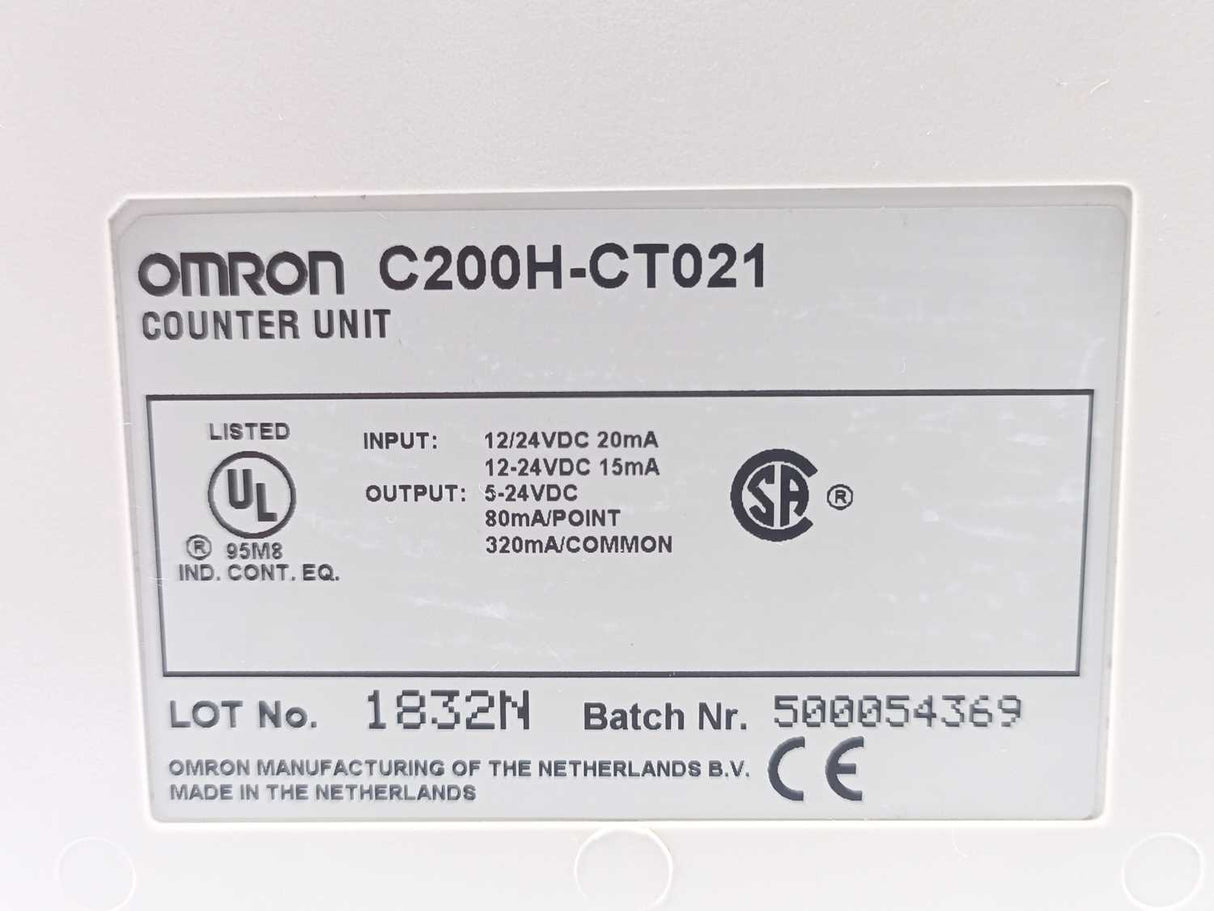 OMRON C200H-CT021
COUNTER UNIT
LISTED
UL
® 95M8
IND. CONT. EQ.
INPUT: 12/24VDC 20mA
12-24VDC 15mA
OUTPUT: 5-24VDC
80mA/POINT
320mA/COMMON
SA ®
LOT No. 1832N Batch Nr. 500054369
OMRON MANUFACTURING OF THE NETHERLANDS B.V.
MADE IN THE NETHERLANDS
CE